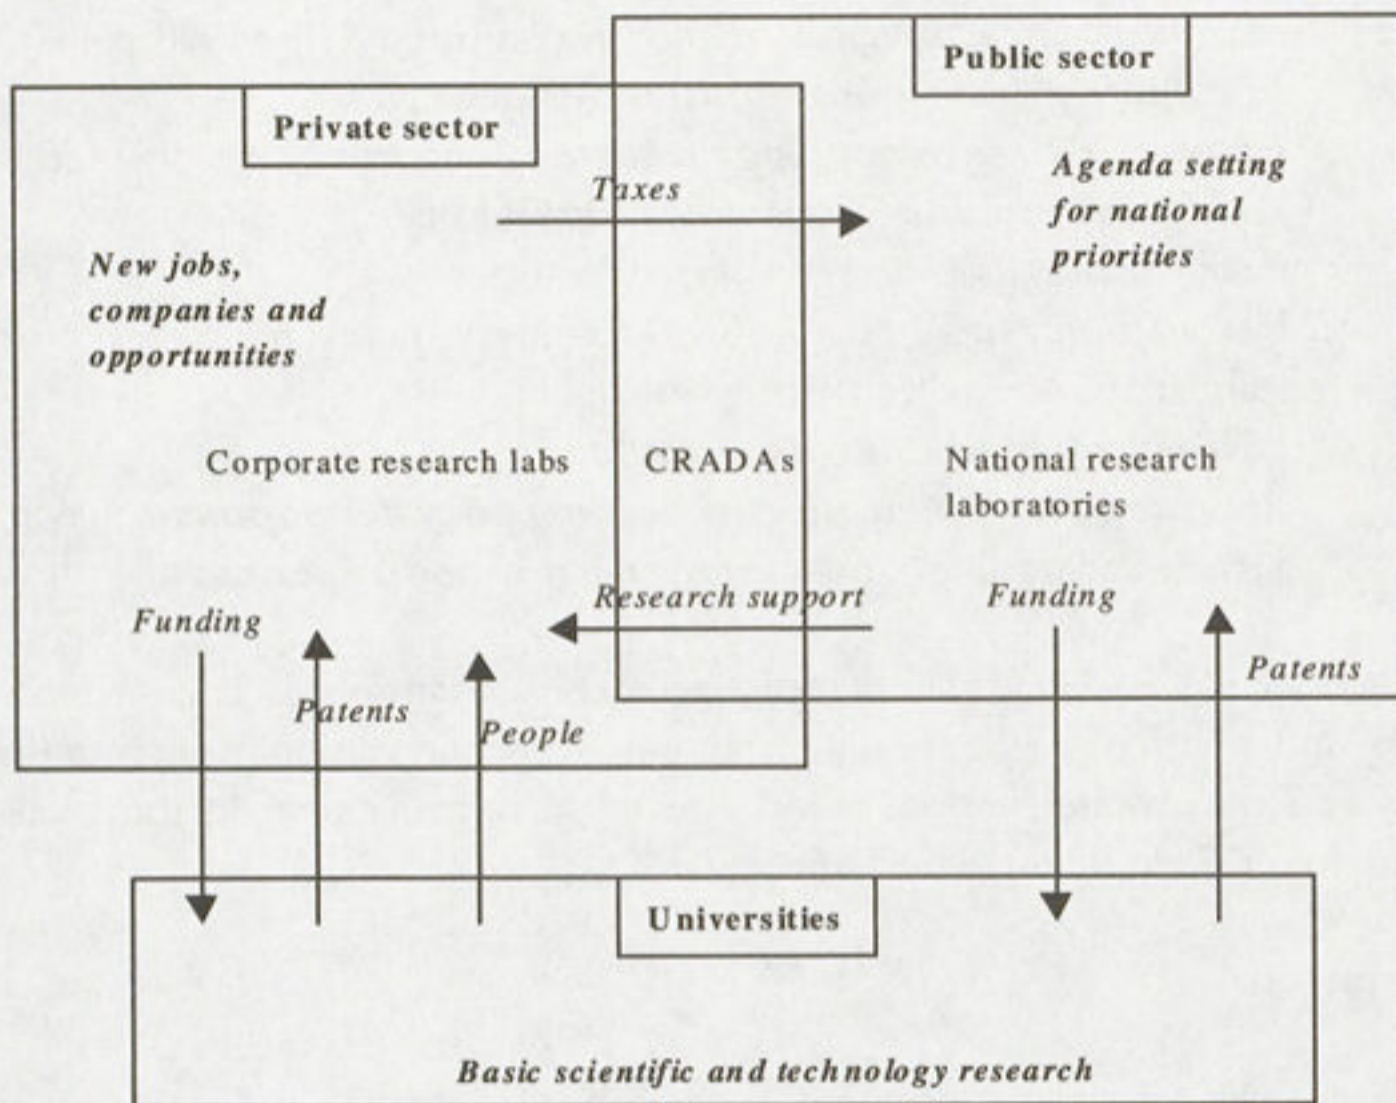 Public sector
Private sector
Taxes
Agenda setting
for national
priorities
New jobs,
companies and
opportunities
Corporate research labs
CRADAs
National research
laboratories
Funding
Research support
Funding
Patents
People
Patents
Universities
Basic scientific and technology research